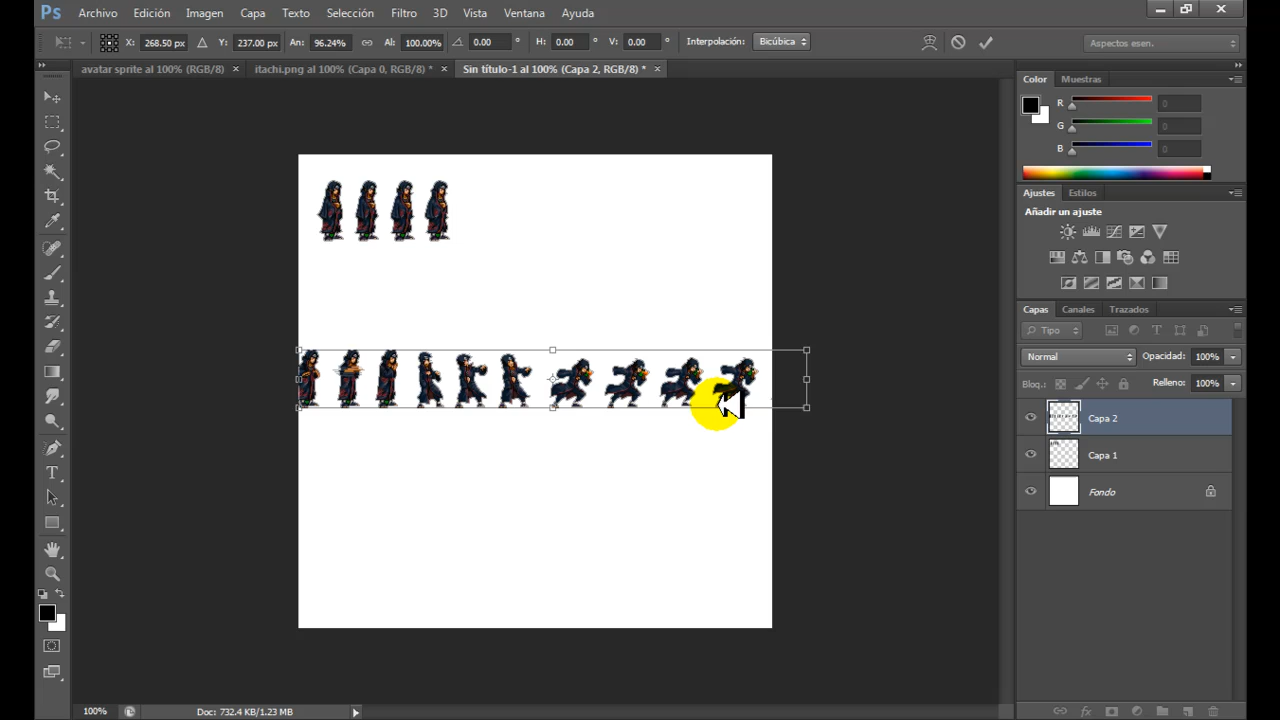 Ps Archivo Edición Imagen Capa Texto Selección Filtro 3D Vista Ventana Ayuda
X: 268.50 px Y: 237.00 px An: 96.24% Al: 100.00% 0.00 ° H: 0.00 ° V: 0.00 ° Interpolación: Bicúbica Aspectos esen.
avatar sprite al 100% (RGB/8) × itachi.png al 100% (Capa 0, RGB/8) * × Sin título-1 al 100% (Capa 2, RGB/8) * ×
Color Muestras
R 0
G 0
B 0
Ajustes Estilos
Añadir un ajuste
Capas Canales Trazados
Tipo
Normal Opacidad: 100%
Bloq.: Relleno: 100%
Capa 2
Capa 1
Fondo
100% Doc: 732.4 KB/1.23 MB